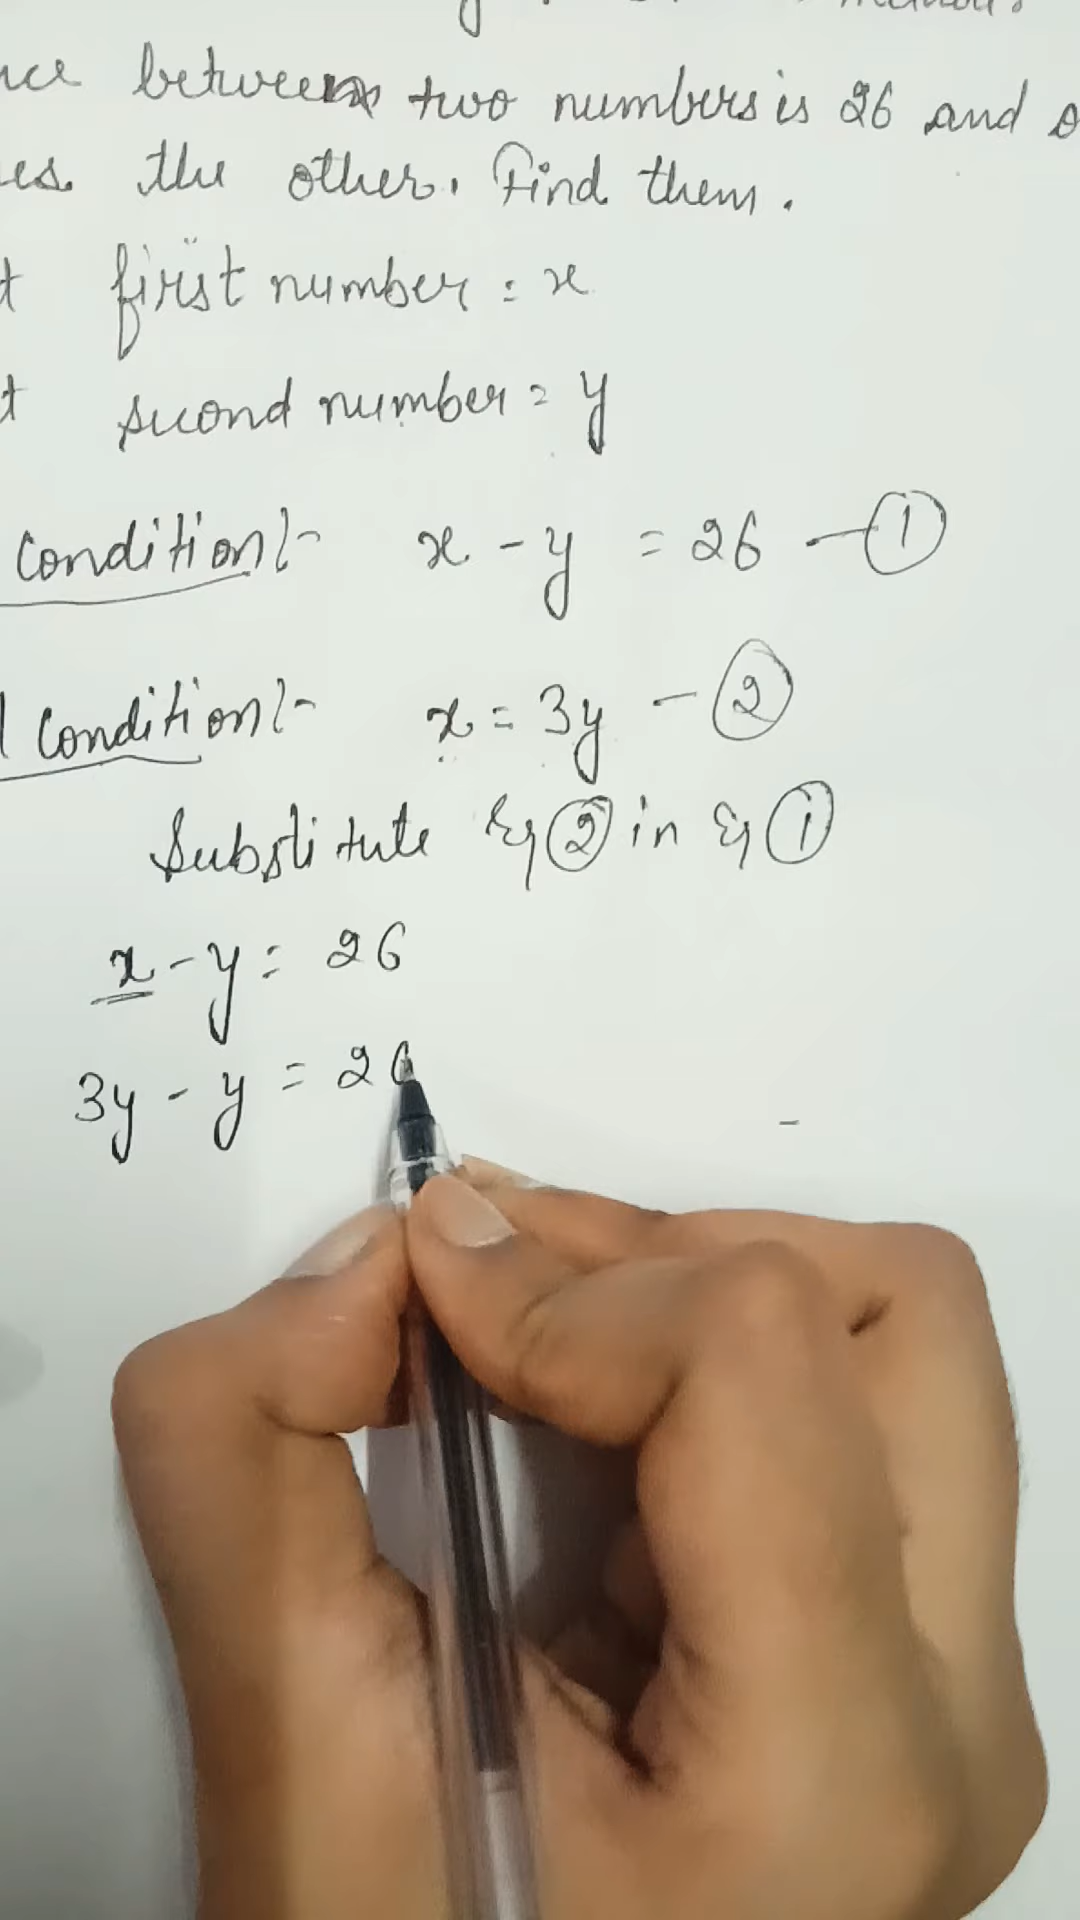 between two numbers is 26 and
the other. Find them.
first number = x
second number = y
condition:- x - y = 26 - 1
condition:- x = 3y - 2
Substitute Eq 2 in Eq 1
x - y = 26
3y - y = 26